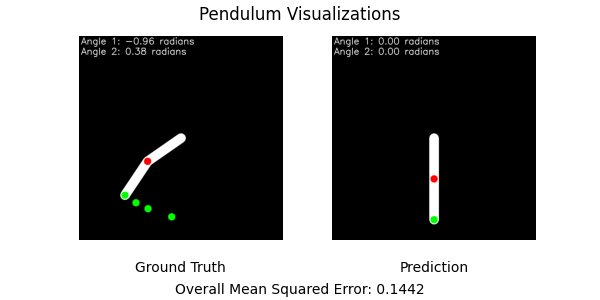 Pendulum Visualizations
Angle 1: -0.96 radians
Angle 2: 0.38 radians
Angle 1: 0.00 radians
Angle 2: 0.00 radians
Ground Truth
Prediction
Overall Mean Squared Error: 0.1442